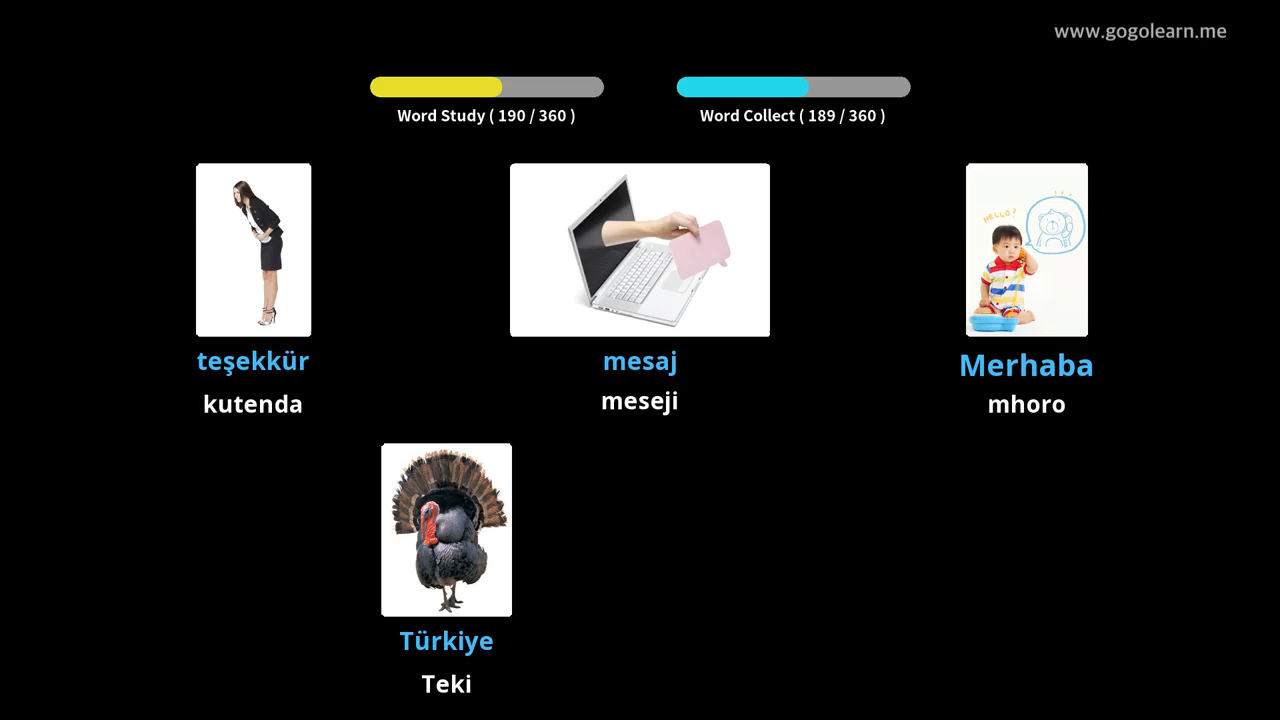 www.gogolearn.me
Word Study ( 190 / 360 )
Word Collect ( 189 / 360 )
HELLO?
teşekkür
kutenda
mesaj
meseji
Merhaba
mhoro
Türkiye
Teki